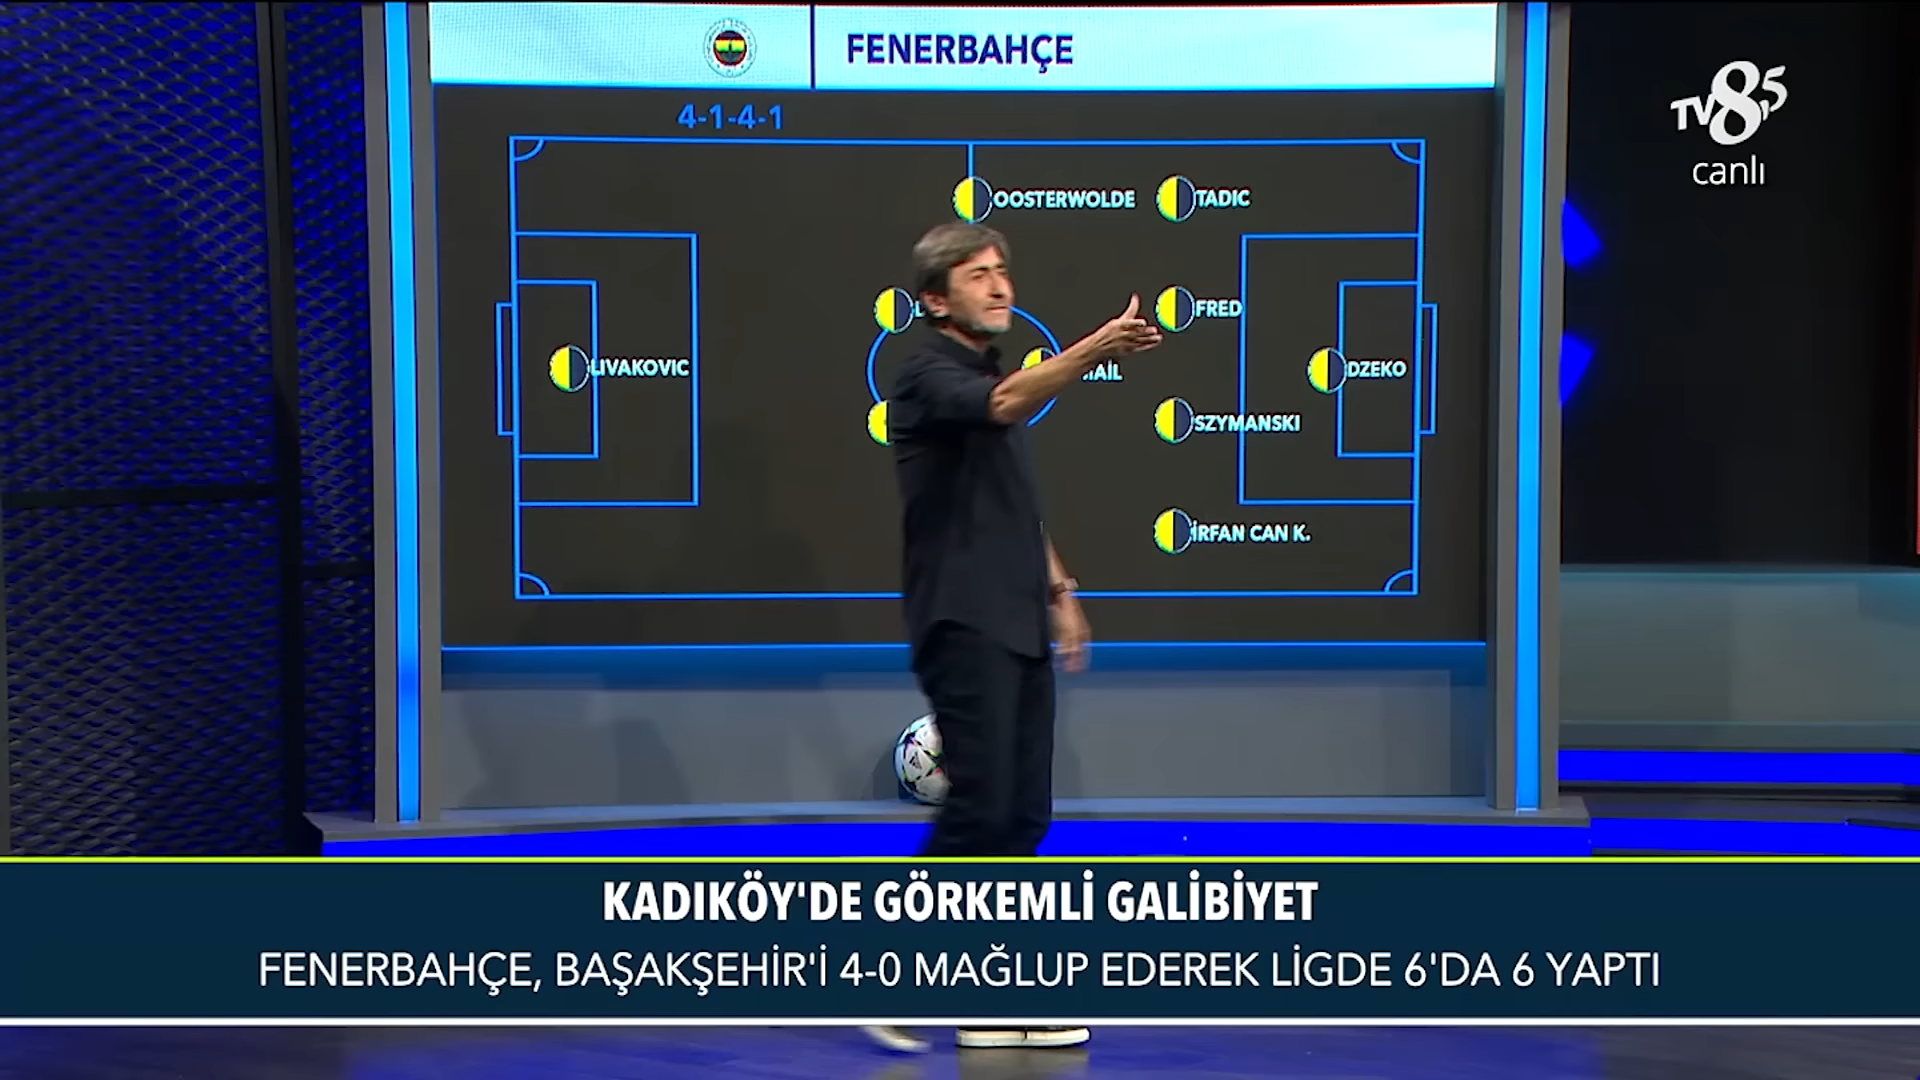 FENERBAHÇE
TV8,5
canlı
4-1-4-1
OOSTERWOLDE
TADIC
FRED
LIVAKOVIC
DZEKO
SZYMANSKI
İRFAN CAN K.
KADIKÖY'DE GÖRKEMLİ GALİBİYET
FENERBAHÇE, BAŞAKŞEHİR'İ 4-0 MAĞLUP EDEREK LİGDE 6'DA 6 YAPTI